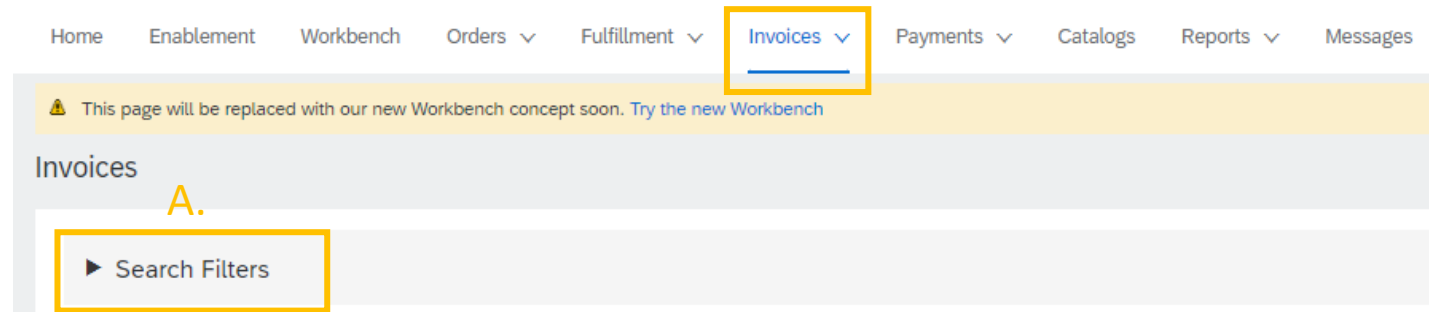 Home Enablement Workbench Orders Fulfillment Invoices Payments Catalogs Reports Messages
This page will be replaced with our new Workbench concept soon. Try the new Workbench
Invoices
A.
Search Filters